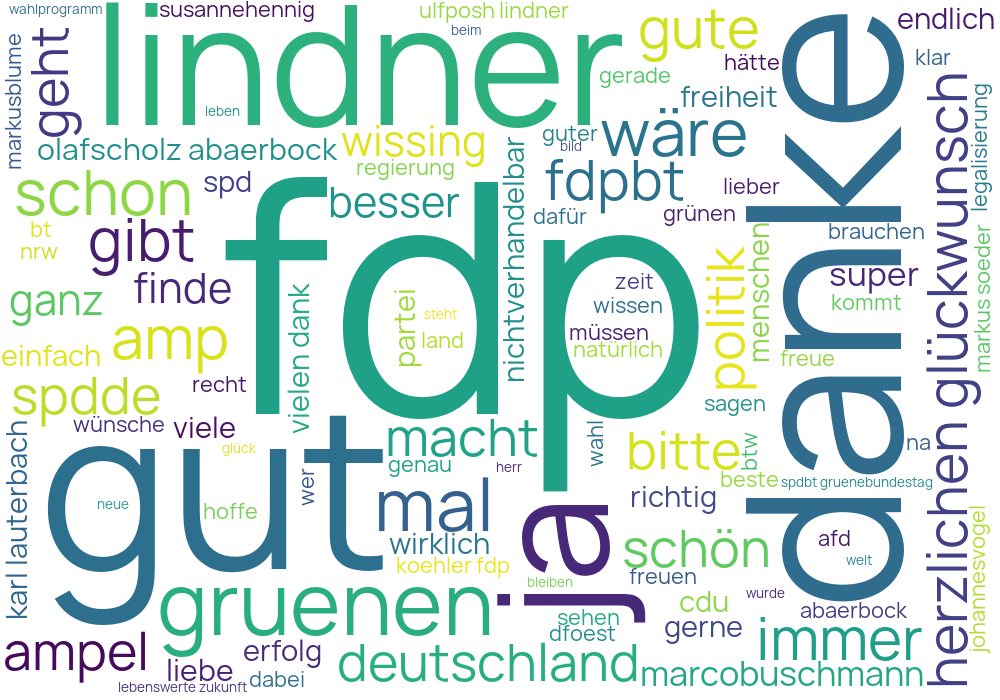 wahlprogramm
susannehennig
ulfposh lindner
endlich
lindner
beim
gute
danke
klar
markusblume
geht
hätte
gerade
freiheit
leben
wissing
guter
bild
wäre
herzlichen glückwunsch
legalisierung
olafscholz abaerbock
regierung
nichtverhandelbar
fdpbt
schon
spd
besser
lieber
fdp
dafür
grünen
bt
nrw
gibt
brauchen
politik
menschen
markus soeder
finde
zeit
super
ganz
vielen dank
partei
steht
wissen
kommt
amp
land
müssen
natürlich
einfach
freue
spdde
recht
sagen
wünsche
viele
gut
macht
wahl
bitte
btw
na
karl lauterbach
glück
genau
herr
beste
spdbt gruenebundestag
wer
mal
ja
richtig
neue
hoffe
johannesvogel
wirklich
schön
afd
koehler fdp
welt
bleiben
freuen
gruenen
wurde
cdu
abaerbock
sehen
dfoest
gerne
immer
ampel
erfolg
deutschland
liebe
marcobuschmann
dabei
lebenswerte zukunft